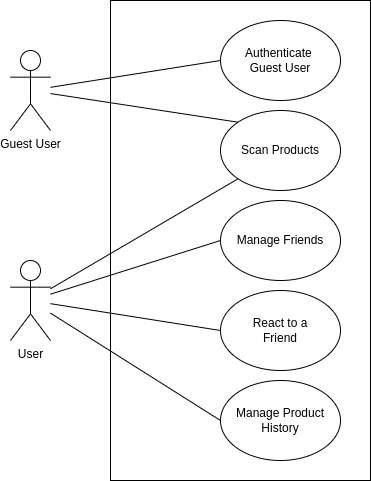 Authenticate
Guest User
Guest User
Scan Products
Manage Friends
User
React to a
Friend
Manage Product
History